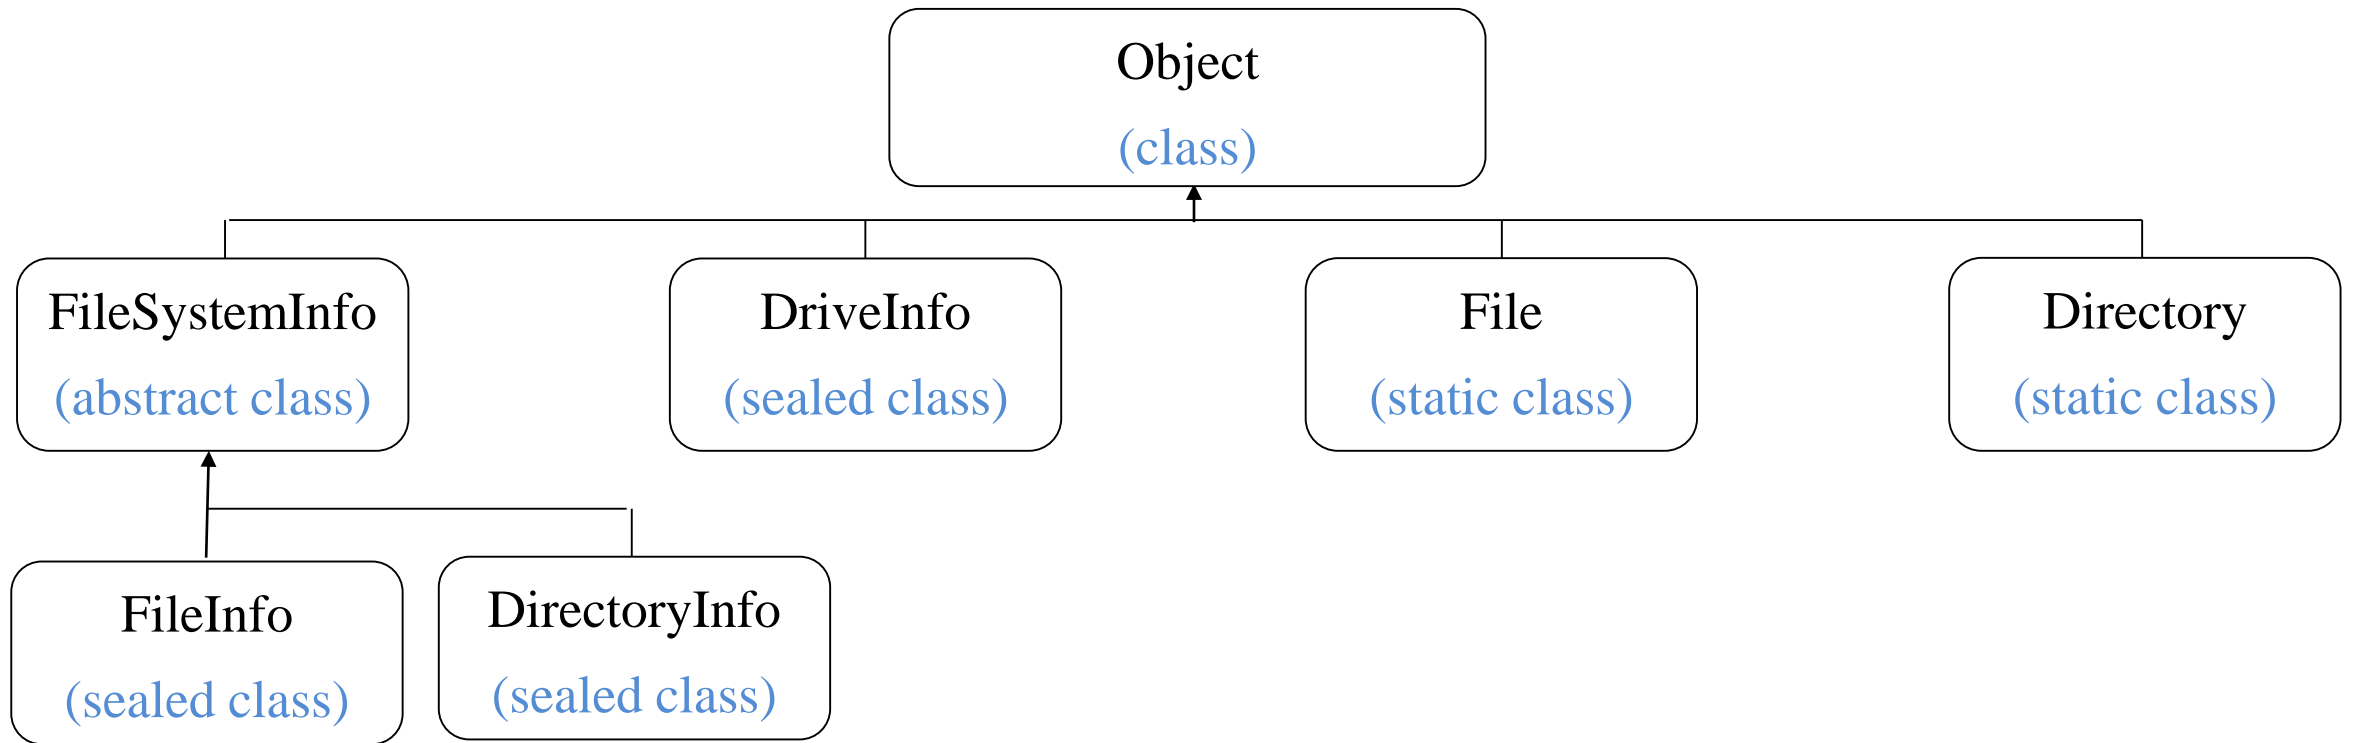 Object
(class)
FileSystemInfo
(abstract class)
DriveInfo
(sealed class)
File
(static class)
Directory
(static class)
FileInfo
(sealed class)
DirectoryInfo
(sealed class)